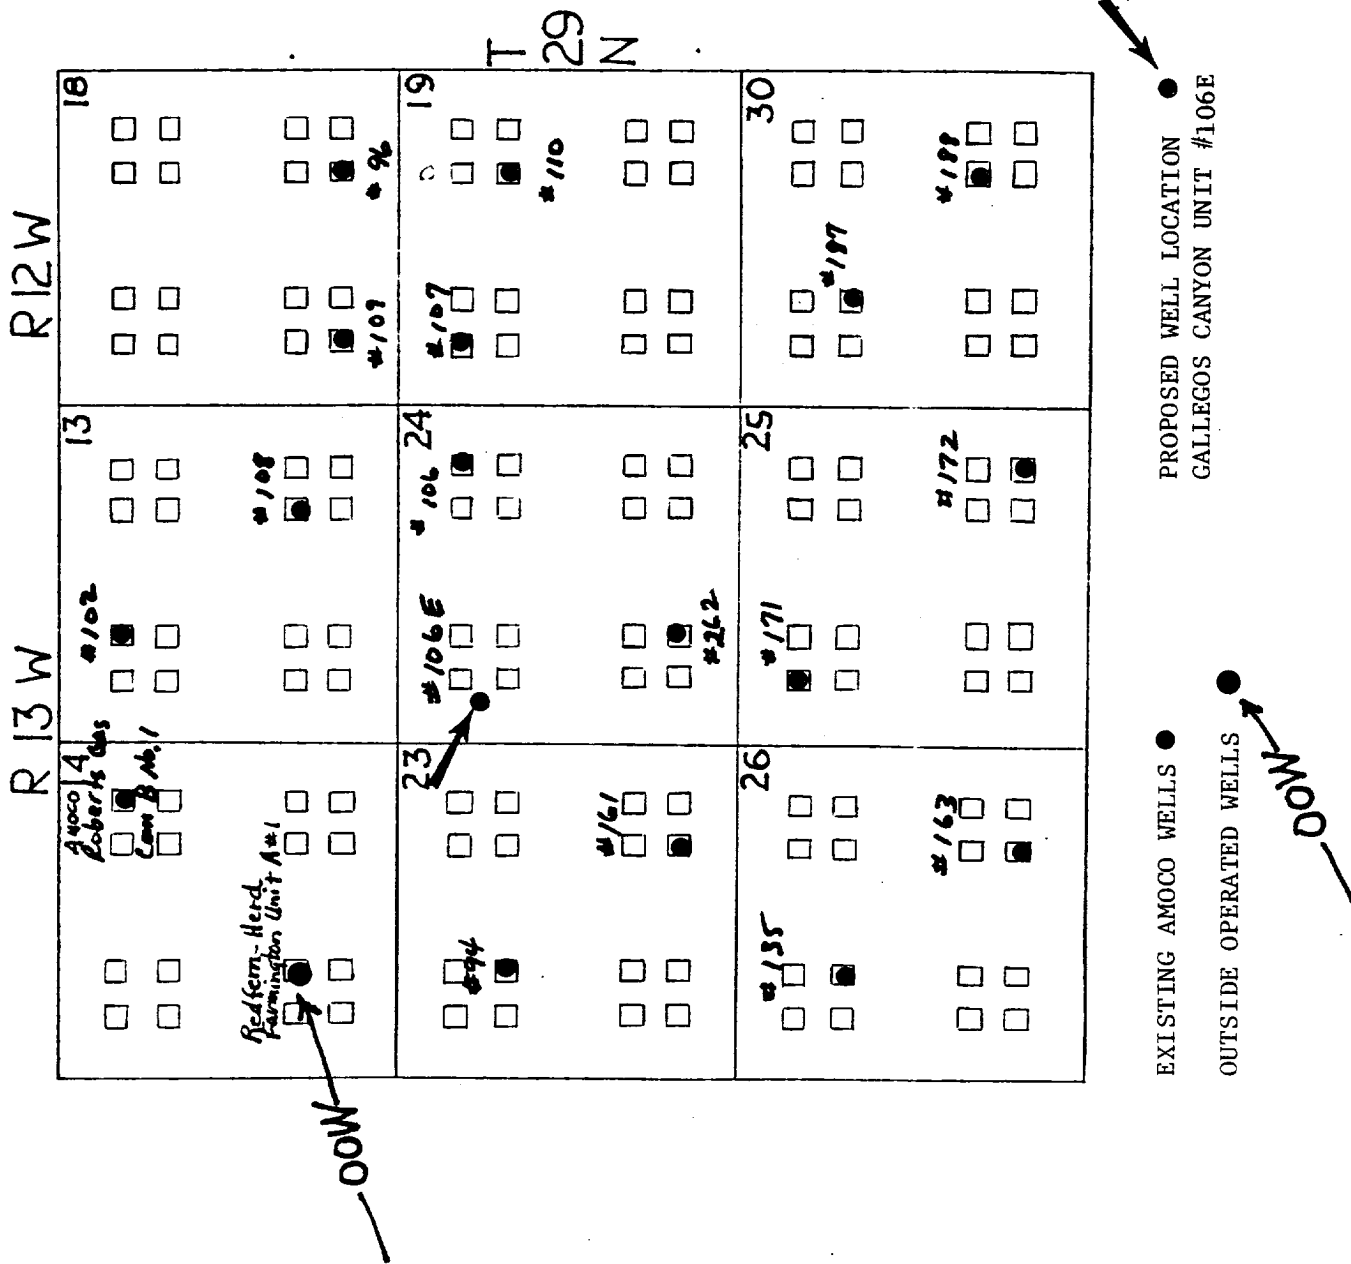 R 13 W
R 12 W
T
29
N
14
Amoco
Roberts Gas
Com B No. 1
Redfern-Herd
Farmington Unit A#1
OOW
13
#102
#108
18
#109
#96
23
#94
#161
24
#106E
#106
#262
19
#107
#110
26
#135
#163
25
#171
#172
30
#187
#188
EXISTING AMOCO WELLS
OUTSIDE OPERATED WELLS
OOW
PROPOSED WELL LOCATION
GALLEGOS CANYON UNIT #106E